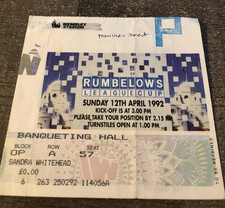 RUMBELOWS
LEAGUE CUP
SUNDAY 12TH APRIL 1992
KICK-OFF IS AT 3.00 PM
PLEASE TAKE YOUR POSITION BY 2.15 PM
TURNSTILES OPEN AT 1.00 PM
BANQUETING HALL
BLOCK ROW SEAT
OP A 57
SANDRA WHITEHEAD
£0.00
6 263 250292 114056A